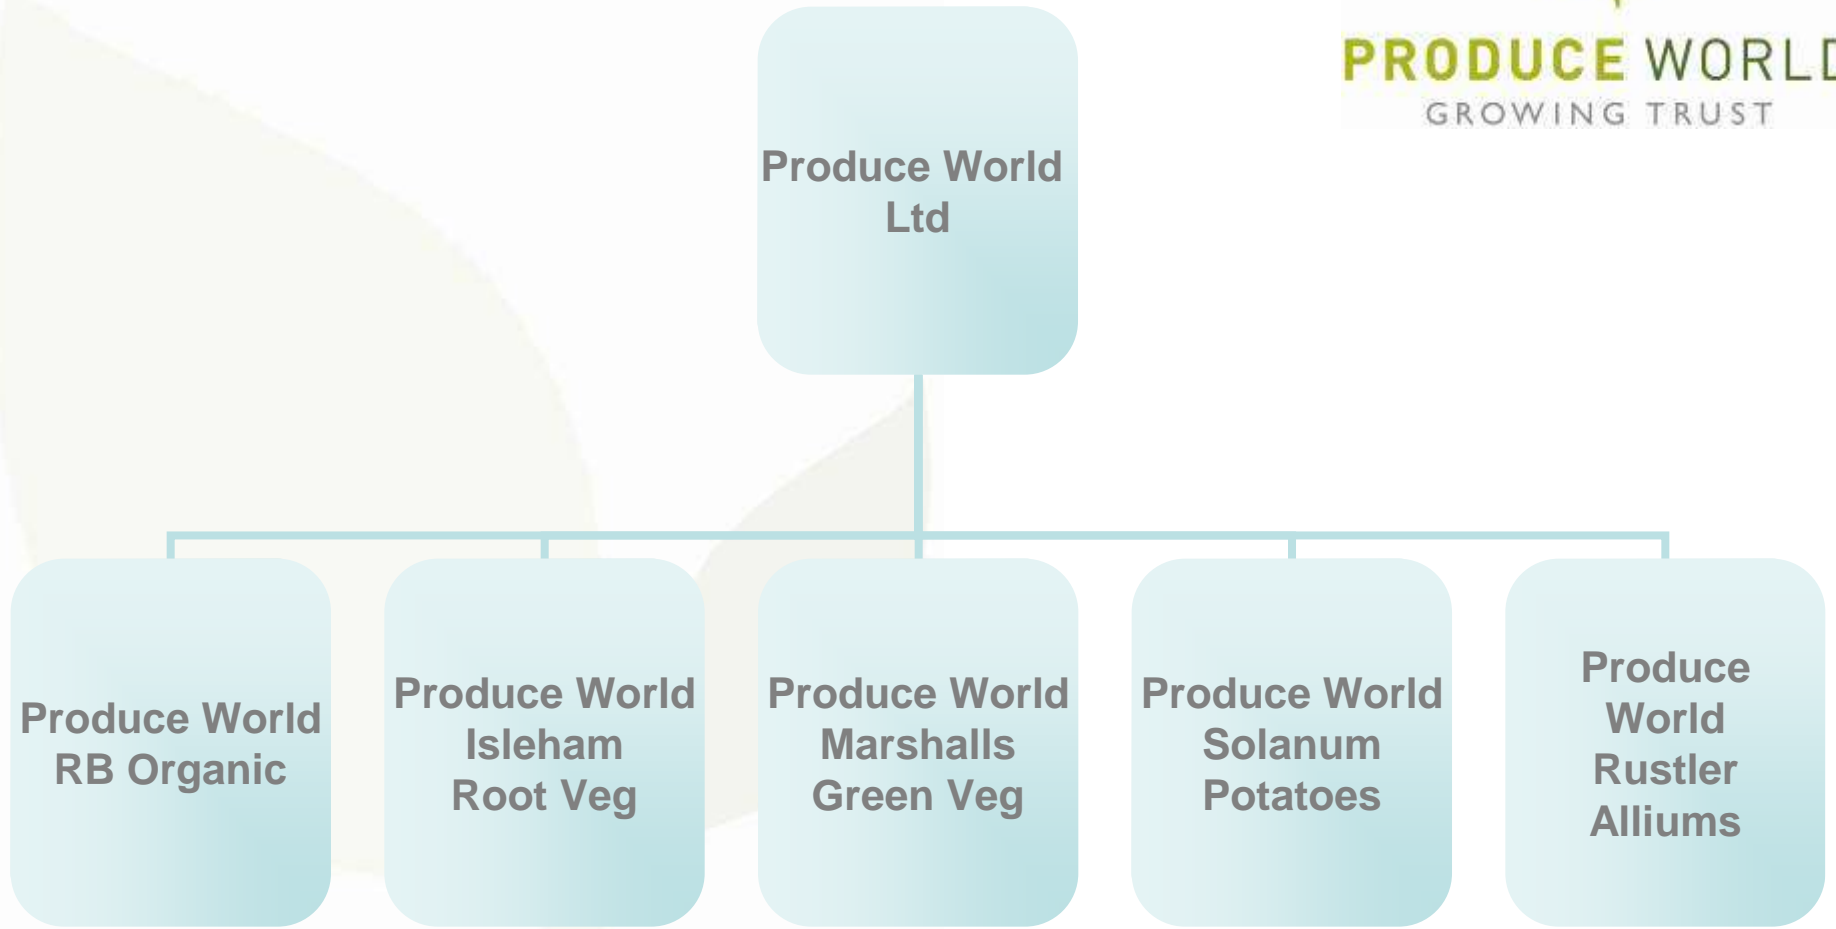 PRODUCE WORLD
GROWING TRUST
Produce World
Ltd
Produce World
RB Organic
Produce World
Isleham
Root Veg
Produce World
Marshalls
Green Veg
Produce World
Solanum
Potatoes
Produce
World
Rustler
Alliums